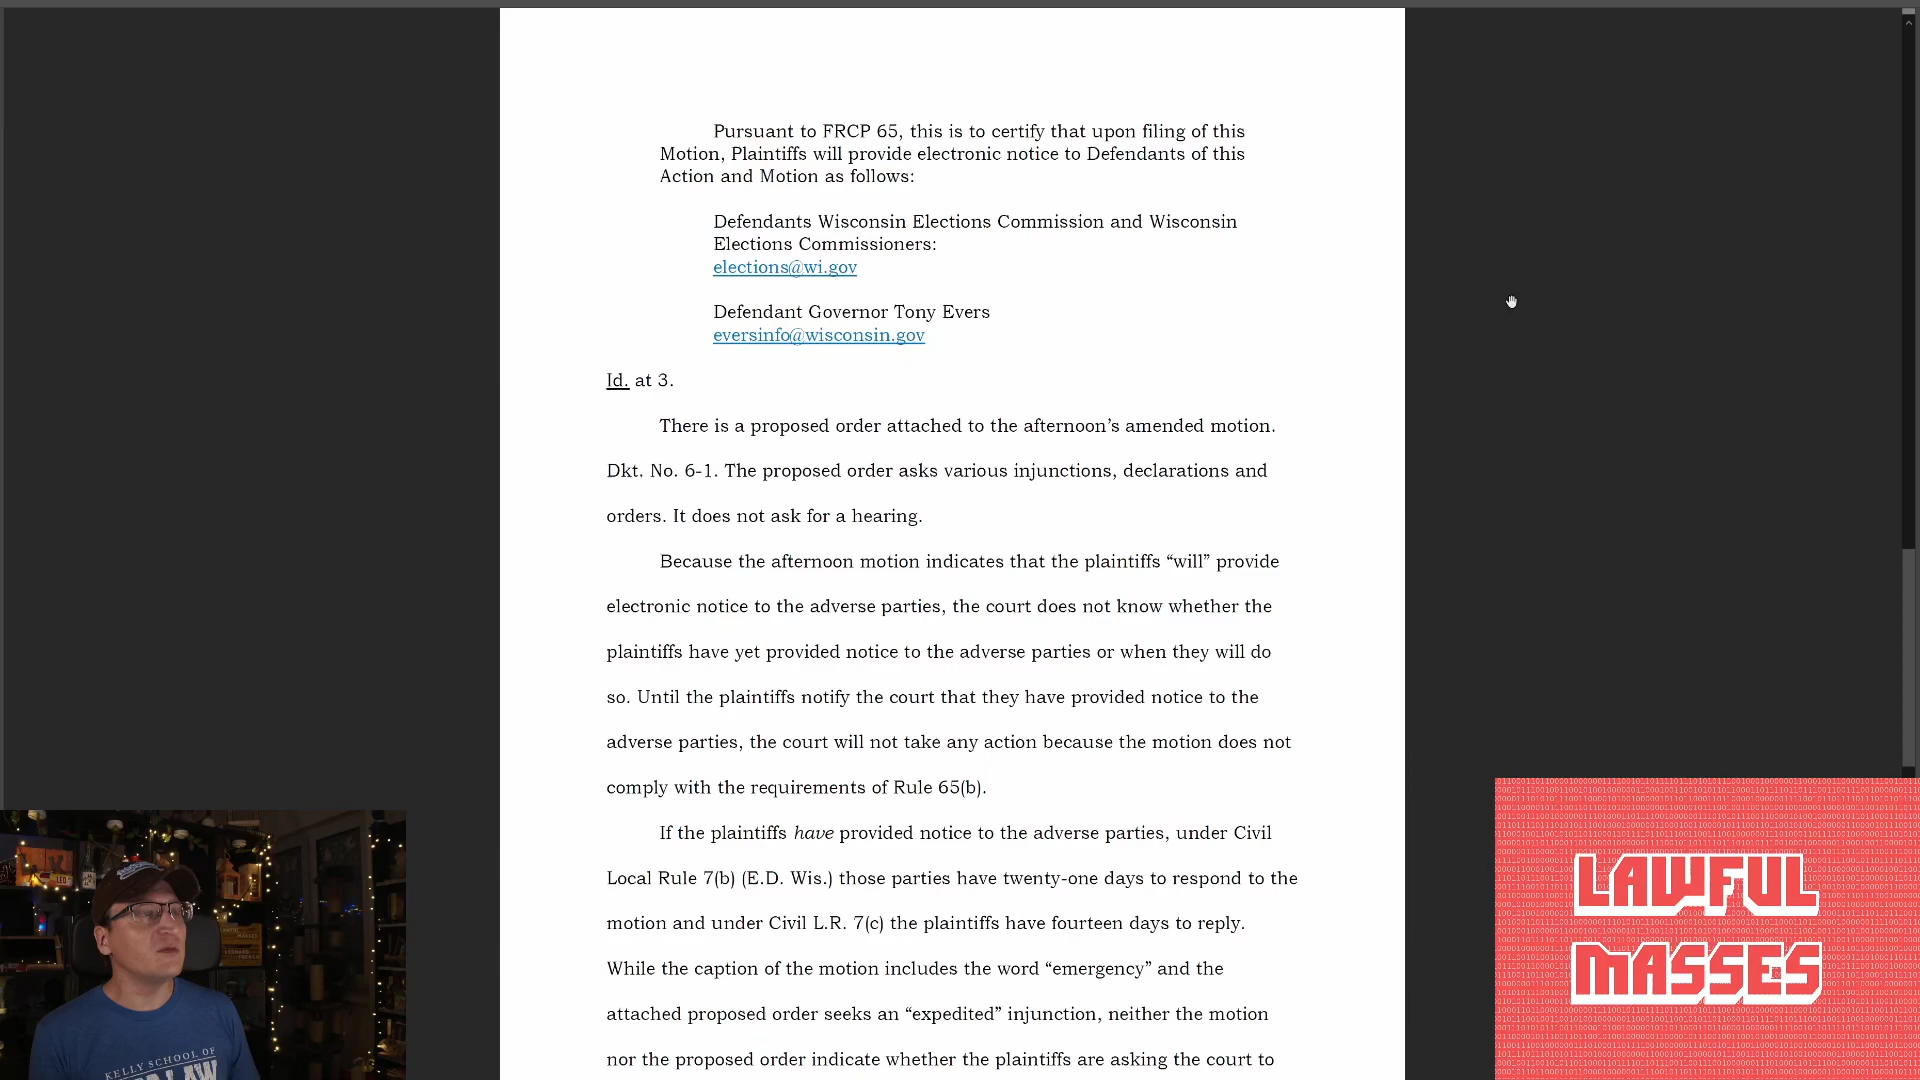 Pursuant to FRCP 65, this is to certify that upon filing of this
Motion, Plaintiffs will provide electronic notice to Defendants of this
Action and Motion as follows:
Defendants Wisconsin Elections Commission and Wisconsin
Elections Commissioners:
elections@wi.gov
Defendant Governor Tony Evers
eversinfo@wisconsin.gov
Id. at 3.
There is a proposed order attached to the afternoon’s amended motion.
Dkt. No. 6-1. The proposed order asks various injunctions, declarations and
orders. It does not ask for a hearing.
Because the afternoon motion indicates that the plaintiffs “will” provide
electronic notice to the adverse parties, the court does not know whether the
plaintiffs have yet provided notice to the adverse parties or when they will do
so. Until the plaintiffs notify the court that they have provided notice to the
adverse parties, the court will not take any action because the motion does not
comply with the requirements of Rule 65(b).
If the plaintiffs have provided notice to the adverse parties, under Civil
Local Rule 7(b) (E.D. Wis.) those parties have twenty-one days to respond to the
motion and under Civil L.R. 7(c) the plaintiffs have fourteen days to reply.
While the caption of the motion includes the word “emergency” and the
attached proposed order seeks an “expedited” injunction, neither the motion
nor the proposed order indicate whether the plaintiffs are asking the court to
KELLY SCHOOL OF
LAW
LAWFUL
MASSES